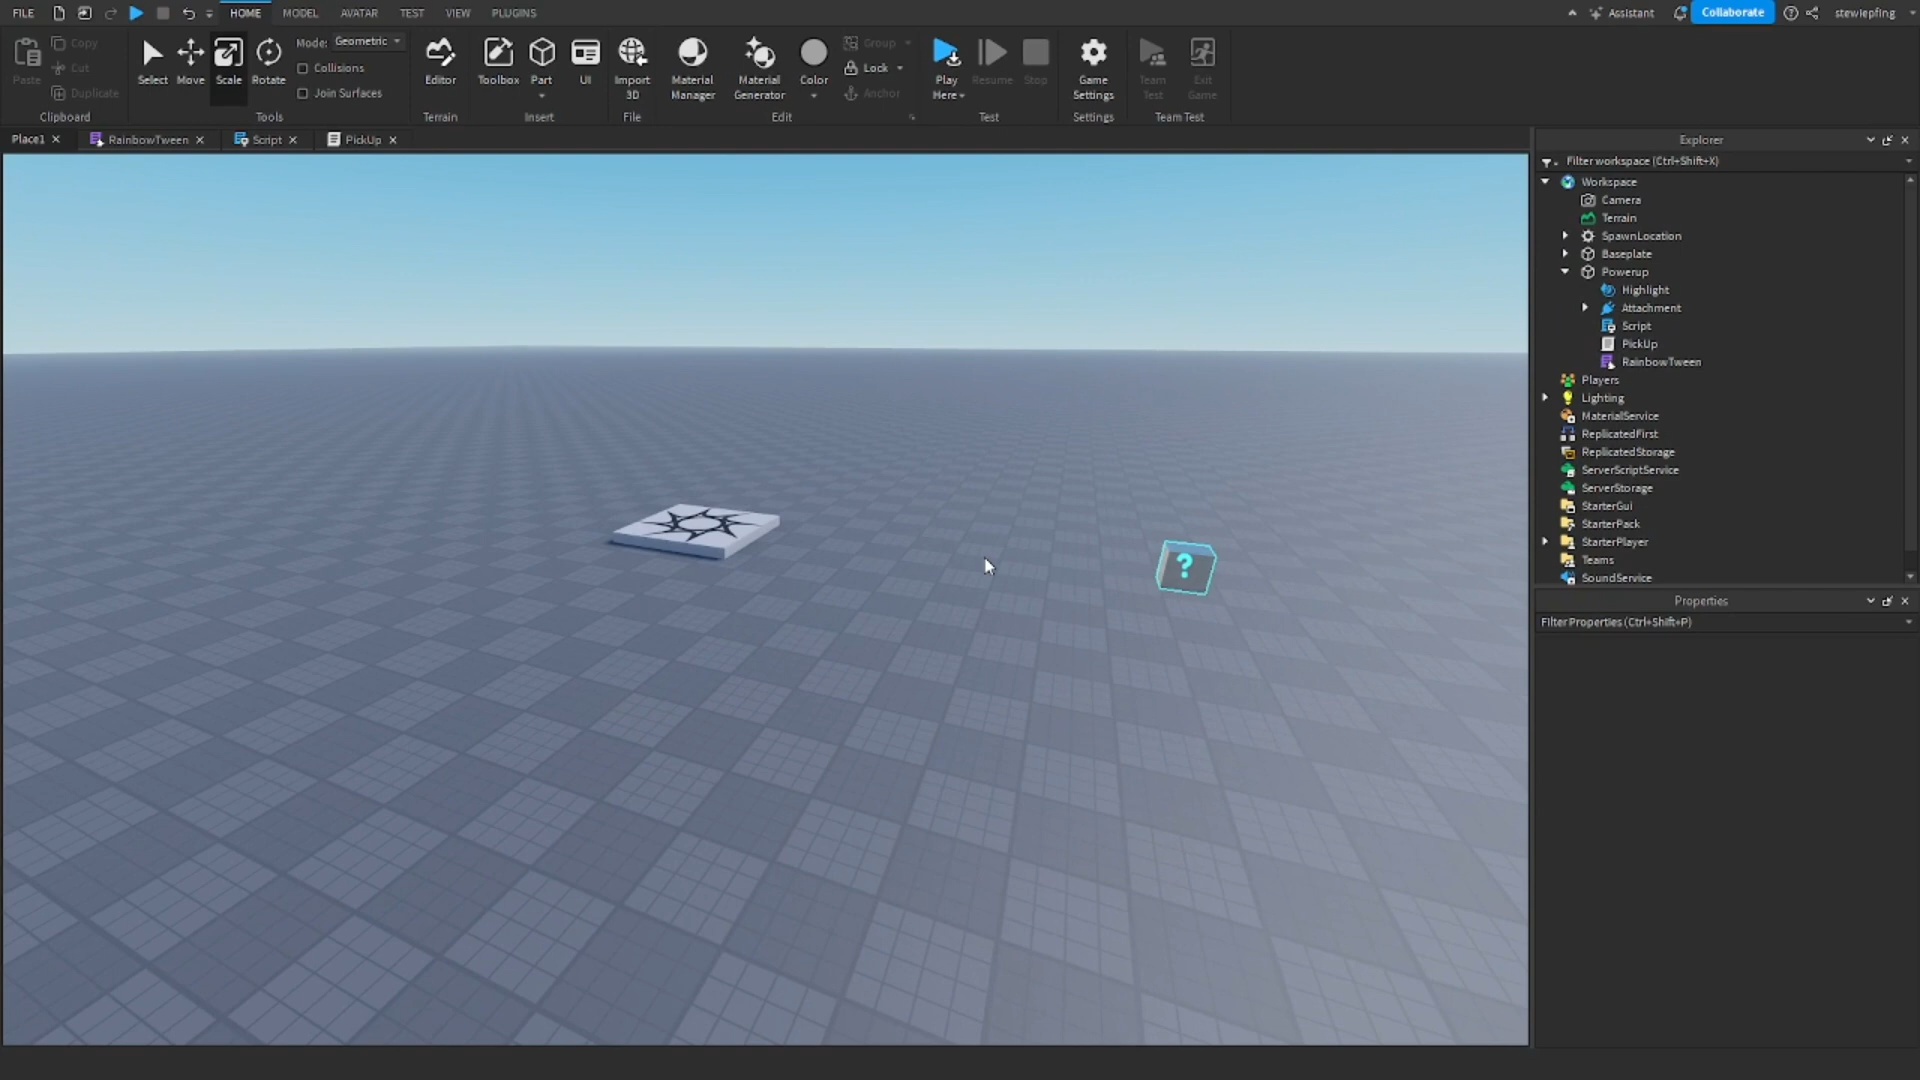 FILE HOME MODEL AVATAR TEST VIEW PLUGINS Assistant Collaborate stewiepfing
Paste Copy Cut Duplicate
Clipboard
Select Move Scale Rotate
Mode: Geometric
Collisions
Join Surfaces
Tools
Editor
Terrain
Toolbox Part UI
Insert
Import 3D
File
Material Manager
Material Generator
Color
Group
Lock
Anchor
Edit
Play Here
Resume Stop
Test
Game Settings
Settings
Team Test
Exit Game
Team Test
Place1 RainbowTween Script PickUp
?
Explorer
Filter workspace (Ctrl+Shift+X)
Workspace
Camera
Terrain
SpawnLocation
Baseplate
Powerup
Highlight
Attachment
Script
PickUp
RainbowTween
Players
Lighting
MaterialService
ReplicatedFirst
ReplicatedStorage
ServerScriptService
ServerStorage
StarterGui
StarterPack
StarterPlayer
Teams
SoundService
Properties
Filter Properties (Ctrl+Shift+P)